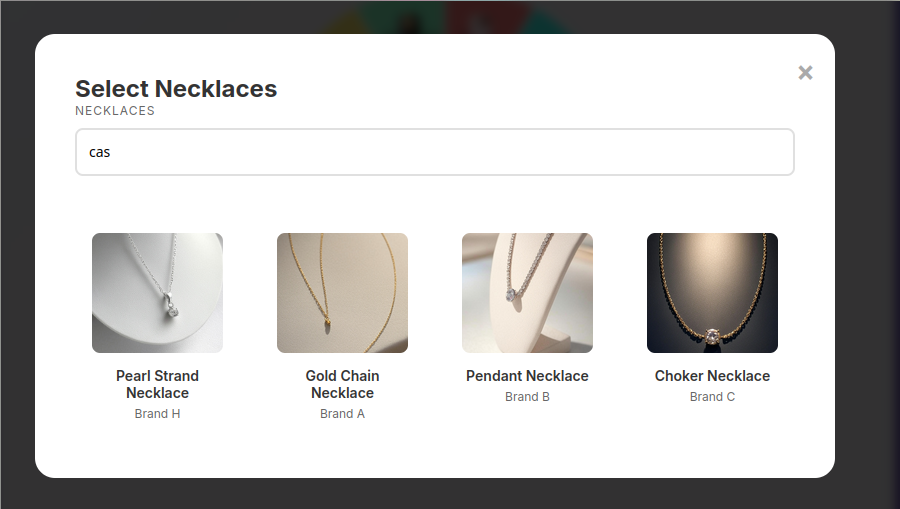 Select Necklaces
×
NECKLACES
cas
Pearl Strand
Necklace
Brand H
Gold Chain
Necklace
Brand A
Pendant Necklace
Brand B
Choker Necklace
Brand C